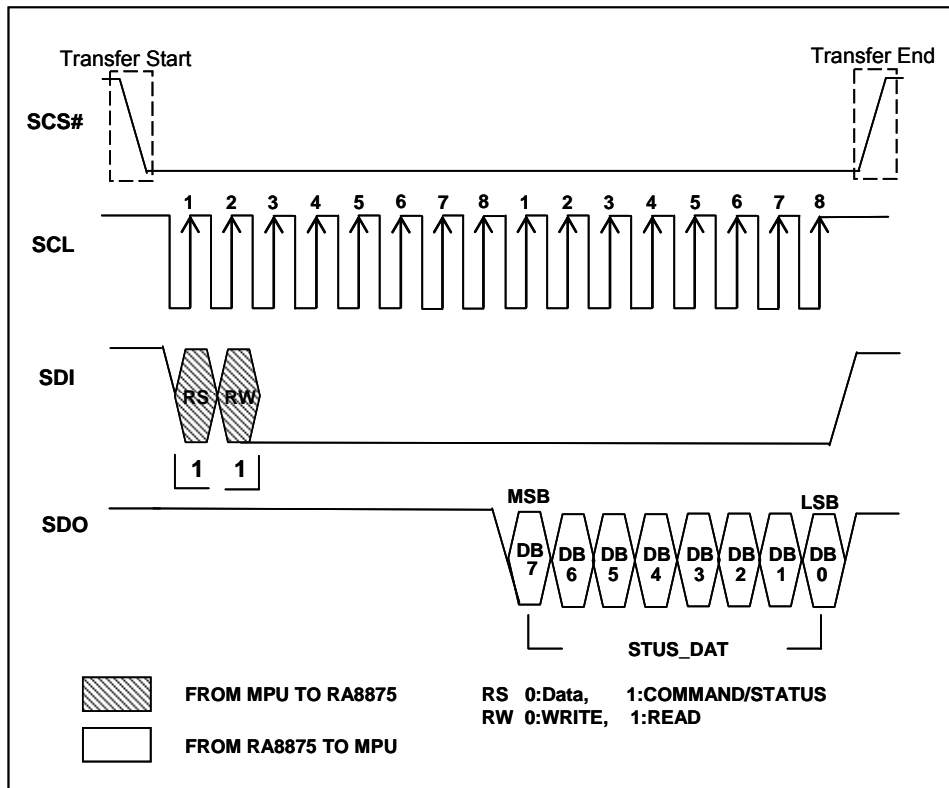 Transfer Start
Transfer End
SCS#
1 2 3 4 5 6 7 8 1 2 3 4 5 6 7 8
SCL
SDI
RS RW
1 1
MSB
LSB
SDO
DB 7 DB 6 DB 5 DB 4 DB 3 DB 2 DB 1 DB 0
STUS_DAT
FROM MPU TO RA8875
RS 0:Data, 1:COMMAND/STATUS
RW 0:WRITE, 1:READ
FROM RA8875 TO MPU